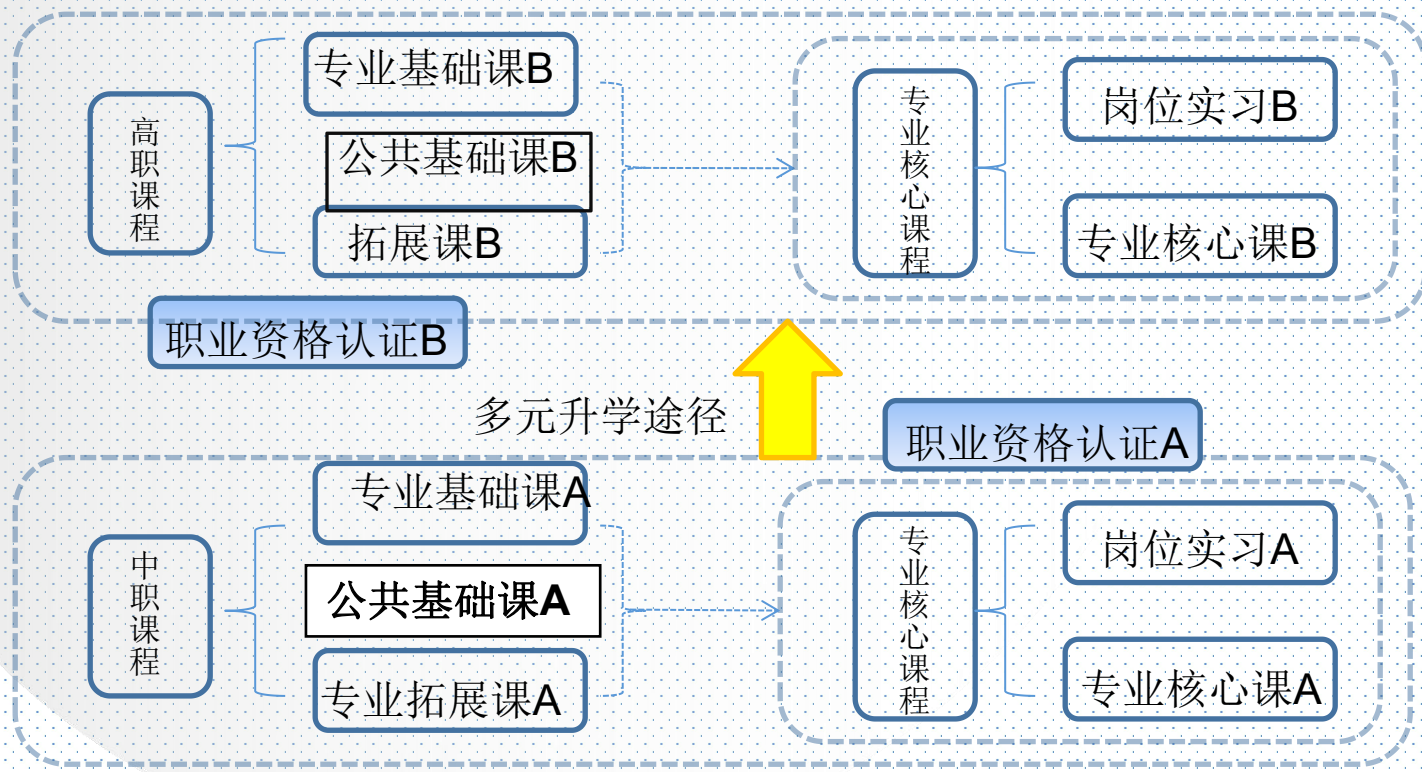 高职课程
专业基础课B
公共基础课B
拓展课B
专业核心课程
岗位实习B
专业核心课B
职业资格认证B
多元升学途径
职业资格认证A
中职课程
专业基础课A
公共基础课A
专业拓展课A
专业核心课程
岗位实习A
专业核心课A